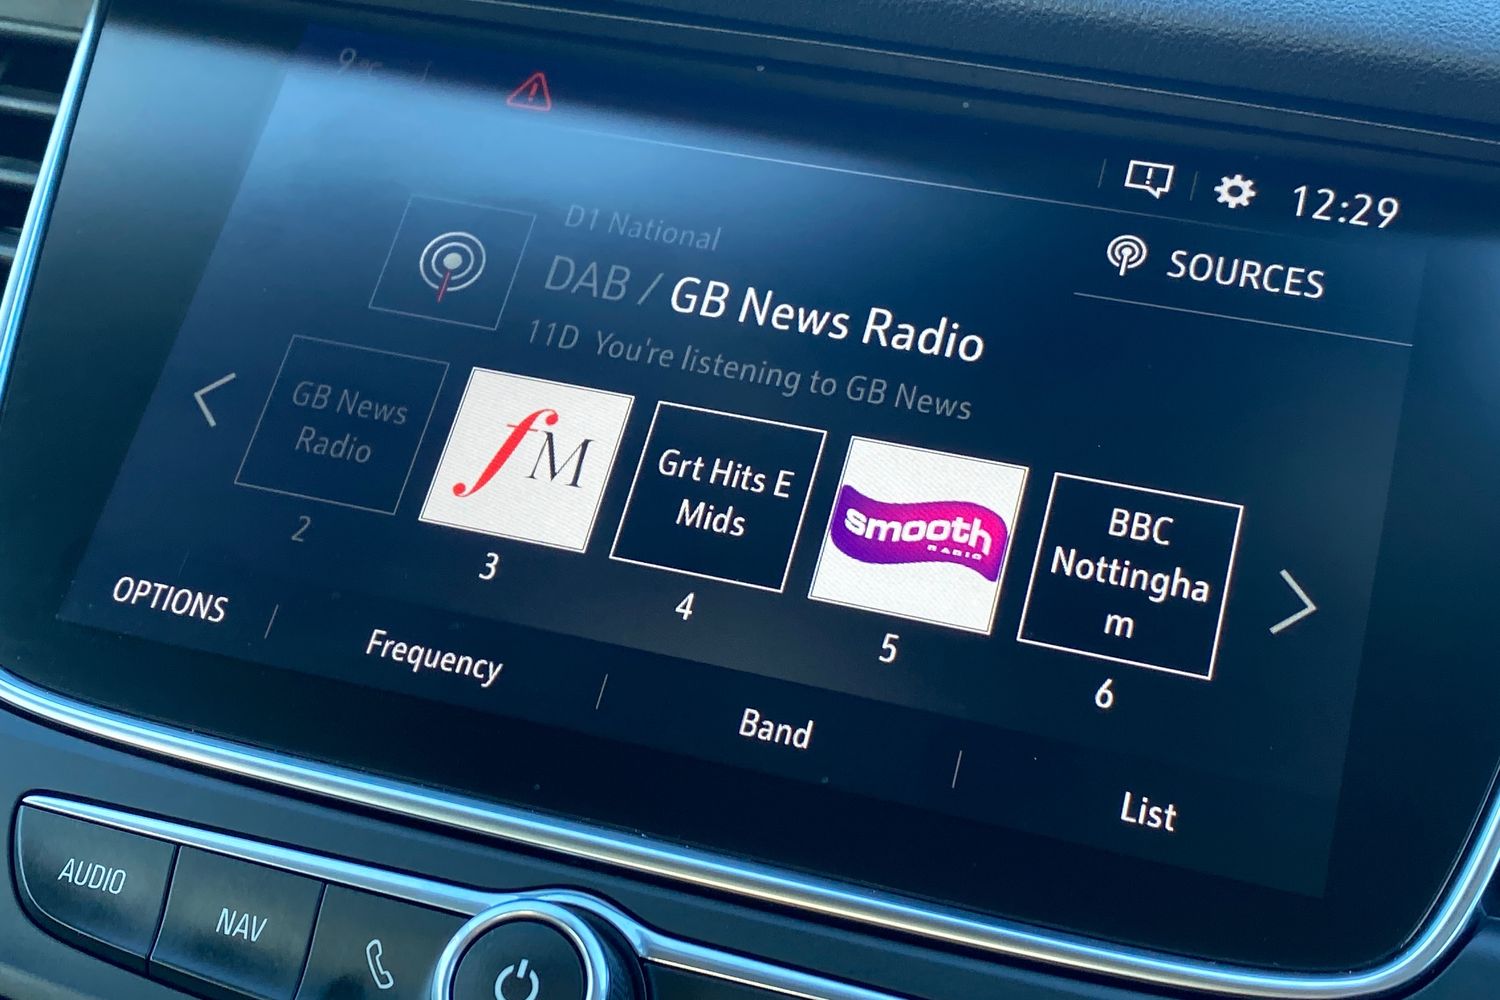 12:29
SOURCES
D1 National
DAB / GB News Radio
11D You're listening to GB News
GB News
Radio
2
fM
3
Grt Hits E
Mids
4
smooth
RADIO
5
BBC
Nottingha
m
6
OPTIONS
Frequency
Band
List
AUDIO
NAV